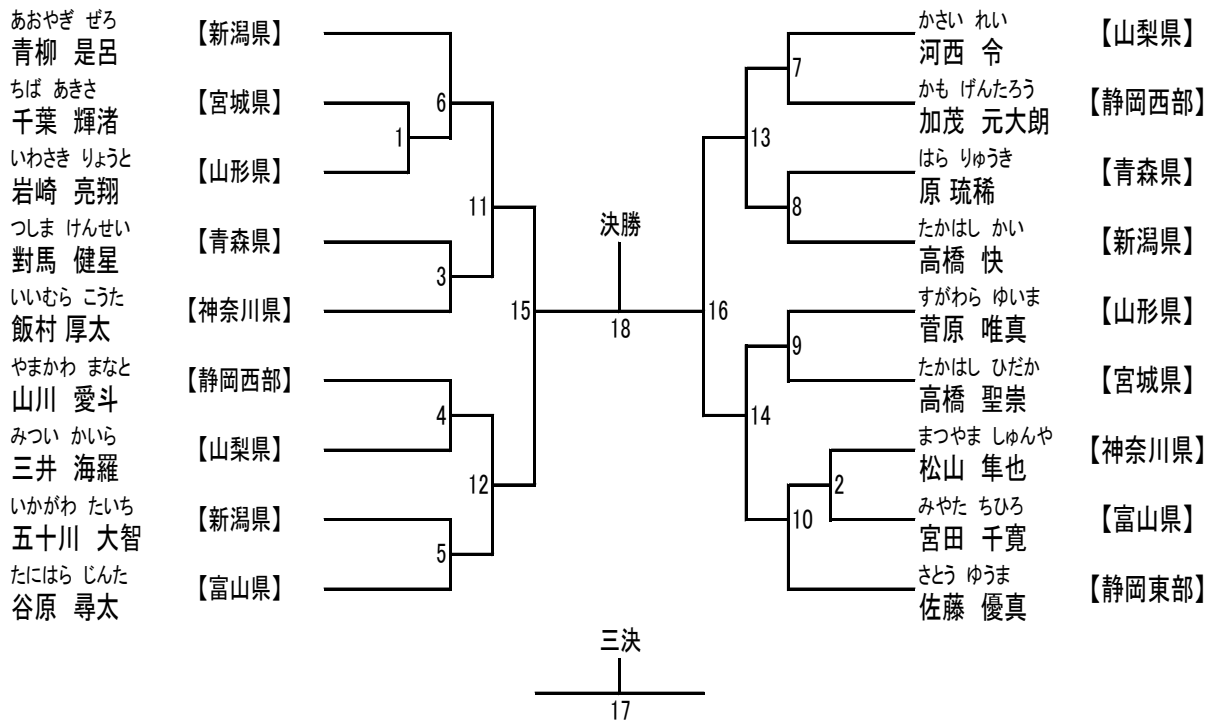 あおやぎ ぜろ
青柳 是呂 【新潟県】
ちば あきさ
千葉 輝渚 【宮城県】
いわさき りょうと
岩崎 亮翔 【山形県】
つしま けんせい
對馬 健星 【青森県】
いいむら こうた
飯村 厚太 【神奈川県】
やまかわ まなと
山川 愛斗 【静岡西部】
みつい かいら
三井 海羅 【山梨県】
いかがわ たいち
五十川 大智 【新潟県】
たにはら じんた
谷原 尋太 【富山県】
6
1
11
3
15
4
12
5
決勝
18
7
13
8
16
9
14
2
10
かさい れい
河西 令 【山梨県】
かも げんたろう
加茂 元大朗 【静岡西部】
はら りゅうき
原 琉稀 【青森県】
たかはし かい
高橋 快 【新潟県】
すがわら ゆいま
菅原 唯真 【山形県】
たかはし ひだか
高橋 聖崇 【宮城県】
まつやま しゅんや
松山 隼也 【神奈川県】
みやた ちひろ
宮田 千寛 【富山県】
さとう ゆうま
佐藤 優真 【静岡東部】
三決
17